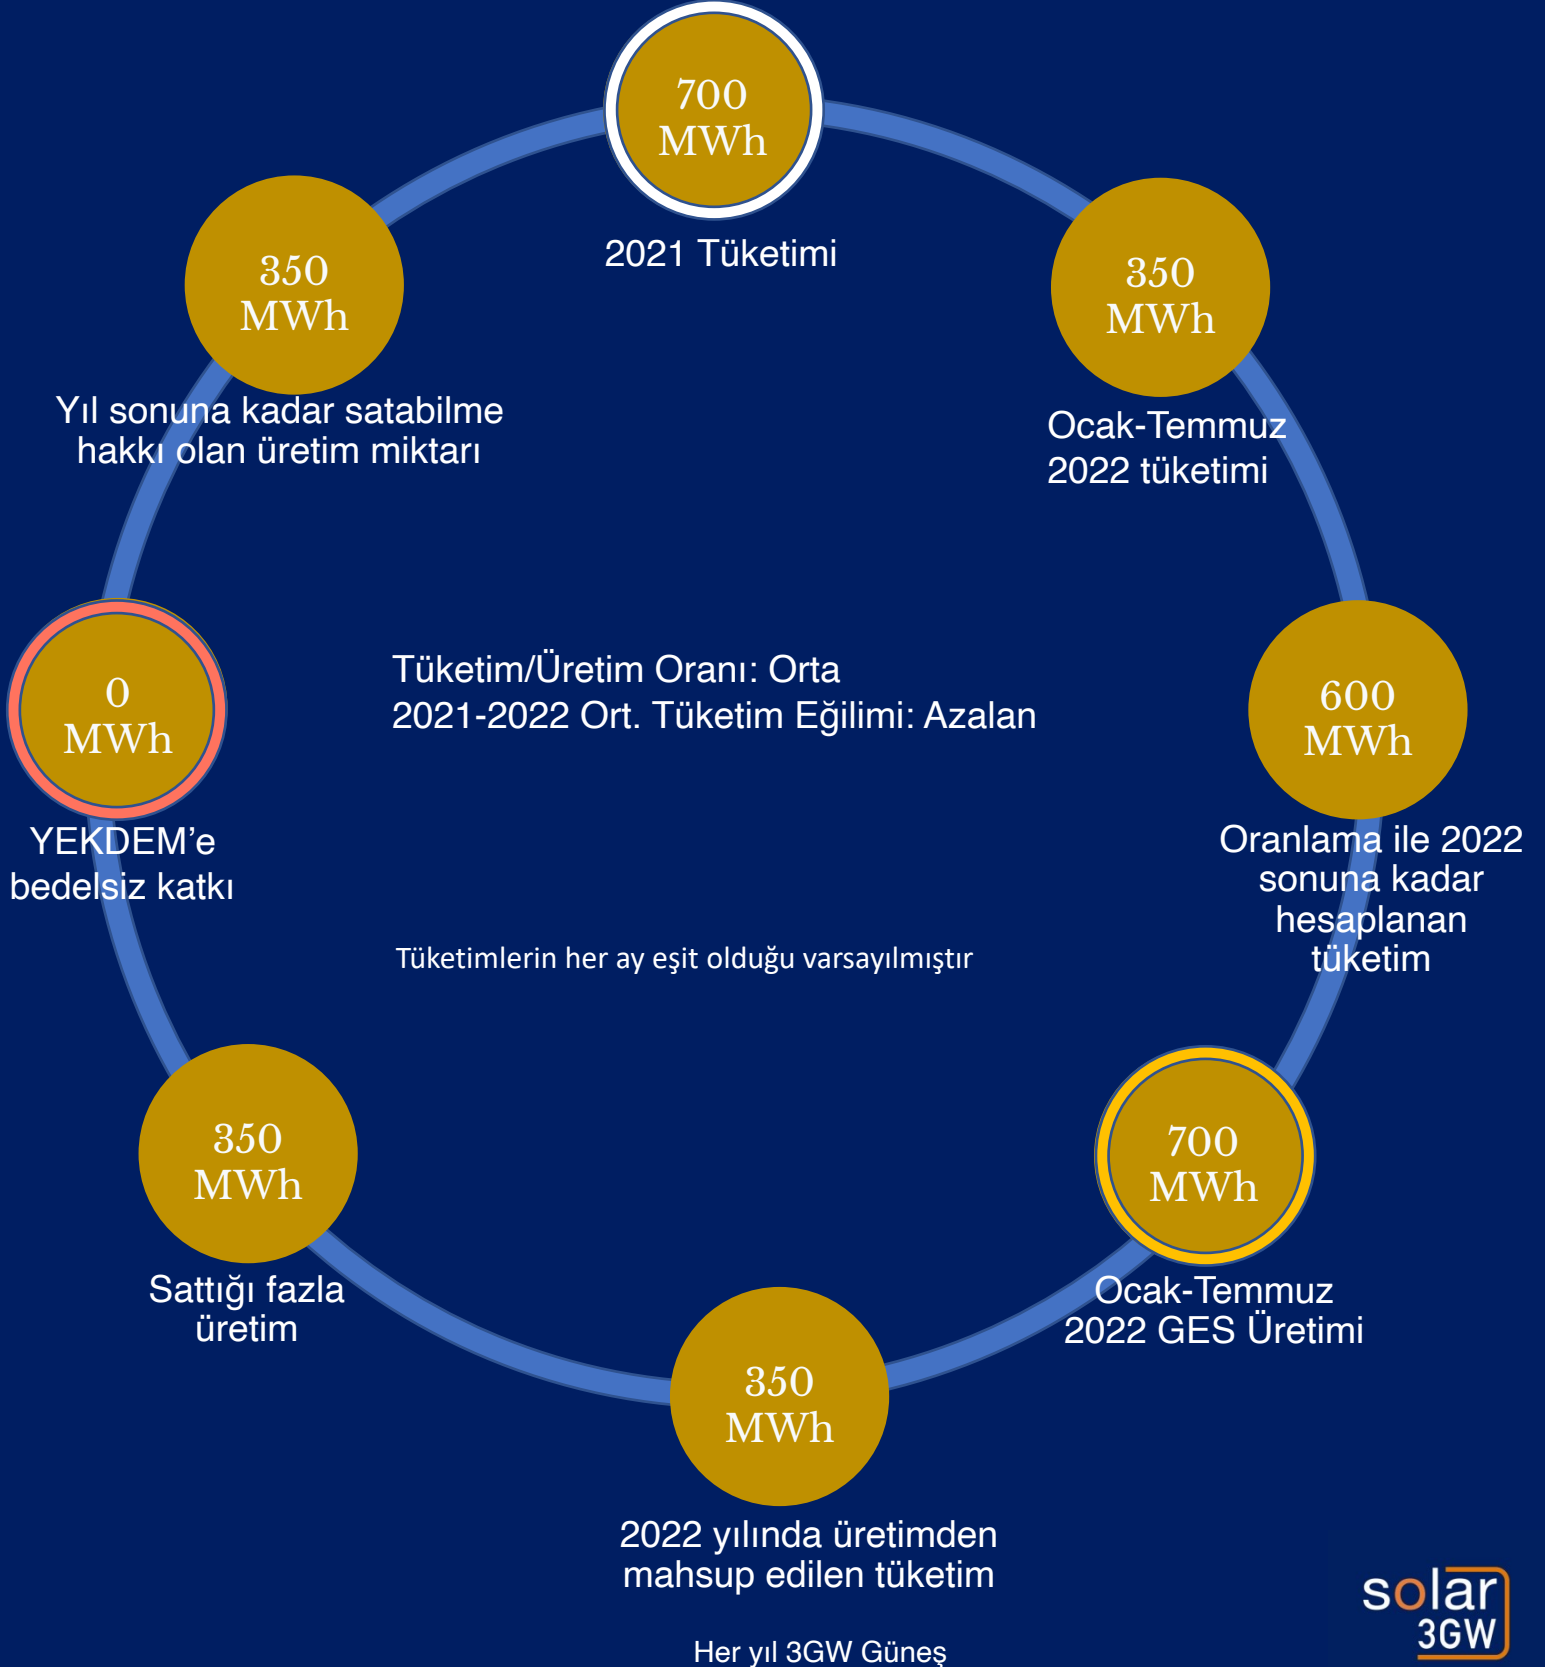 700
MWh
2021 Tüketimi
350
MWh
Ocak-Temmuz
2022 tüketimi
600
MWh
Oranlama ile 2022
sonuna kadar
hesaplanan
tüketim
700
MWh
Ocak-Temmuz
2022 GES Üretimi
350
MWh
2022 yılında üretimden
mahsup edilen tüketim
350
MWh
Sattığı fazla
üretim
0
MWh
YEKDEM’e
bedelsiz katkı
350
MWh
Yıl sonuna kadar satabilme
hakkı olan üretim miktarı
Tüketim/Üretim Oranı: Orta
2021-2022 Ort. Tüketim Eğilimi: Azalan
Tüketimlerin her ay eşit olduğu varsayılmıştır
Her yıl 3GW Güneş
solar
3GW